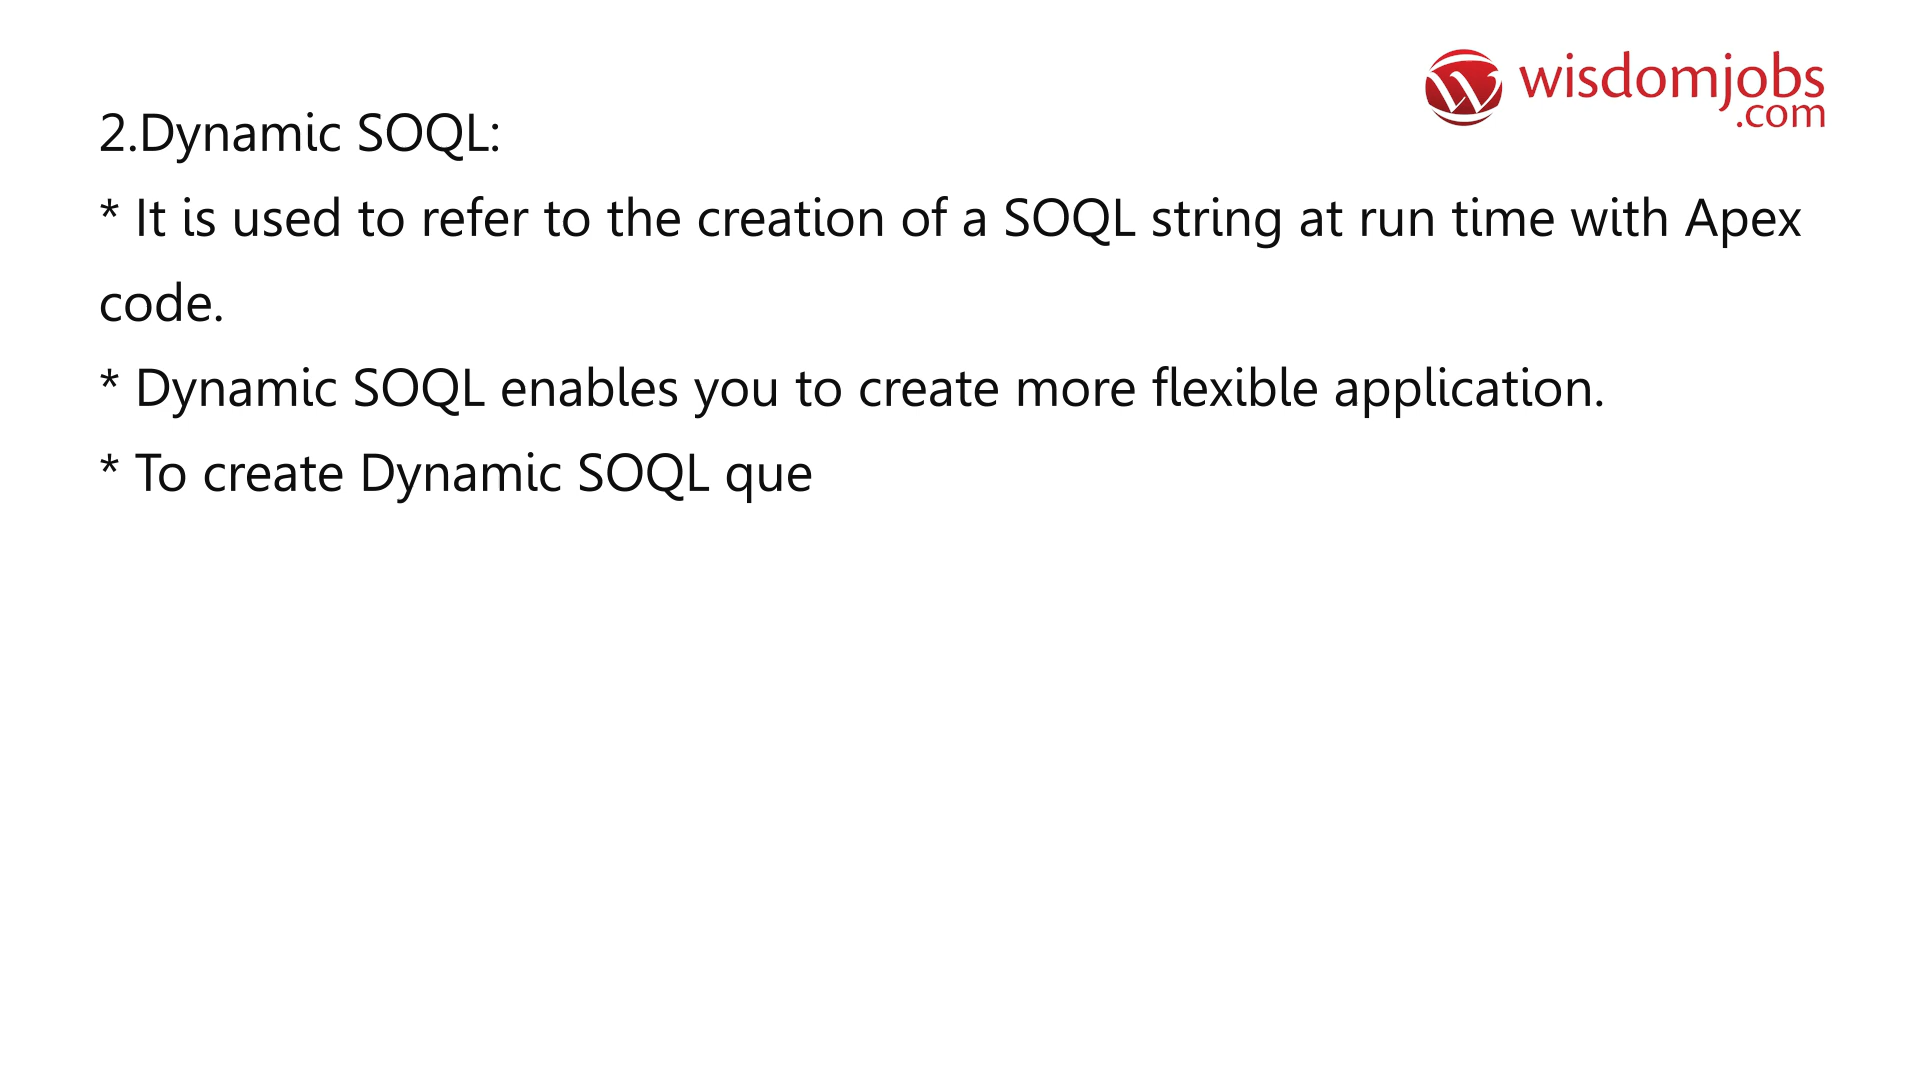 wisdomjobs
.com
2.Dynamic SOQL:
* It is used to refer to the creation of a SOQL string at run time with Apex
code.
* Dynamic SOQL enables you to create more flexible application.
* To create Dynamic SOQL que